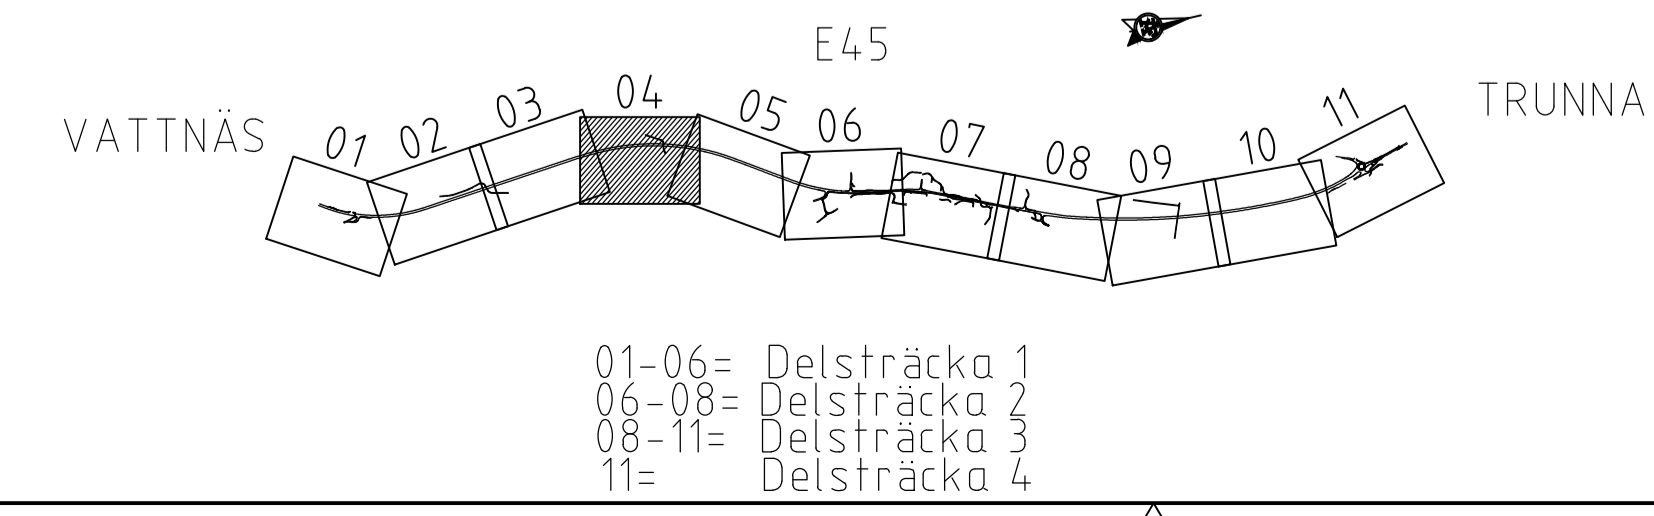 E45
VATTNÄS
01
02
03
04
05
06
07
08
09
10
11
TRUNNA
01-06= Delsträcka 1
06-08= Delsträcka 2
08-11= Delsträcka 3
11= Delsträcka 4